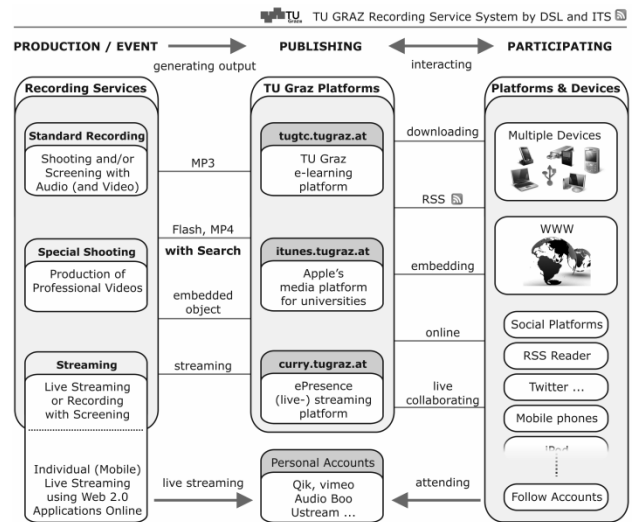 TU Graz
TU GRAZ Recording Service System by DSL and ITS
PRODUCTION / EVENT
PUBLISHING
PARTICIPATING
generating output
interacting
Recording Services
TU Graz Platforms
Platforms & Devices
Standard Recording
Shooting and/or
Screening with
Audio (and Video)
MP3
tugtc.tugraz.at
TU Graz
e-learning
platform
downloading
Multiple Devices
RSS
Flash, MP4
with Search
Special Shooting
Production of
Professional Videos
itunes.tugraz.at
Apple's
media platform
for universities
embedding
WWW
embedded
object
online
Social Platforms
RSS Reader
Streaming
Live Streaming
or Recording
with Screening
streaming
curry.tugraz.at
ePresence
(live-) streaming
platform
live
collaborating
Twitter ...
Mobile phones
iPod
Individual (Mobile)
Live Streaming
using Web 2.0
Applications Online
live streaming
Personal Accounts
Qik, vimeo
Audio Boo
Ustream ...
attending
Follow Accounts